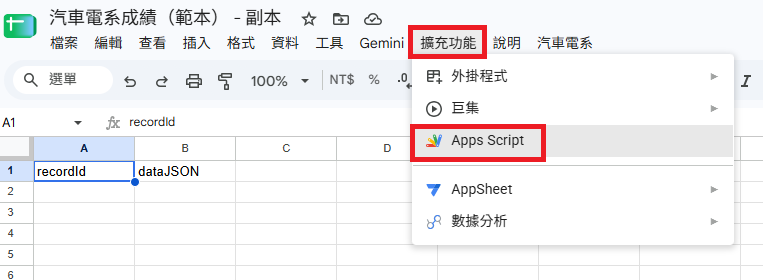 汽車電系成績（範本） - 副本
檔案 編輯 查看 插入 格式 資料 工具 Gemini 擴充功能 說明 汽車電系
選單 100% NT$ % .0 I
外掛程式
巨集
Apps Script
AppSheet
數據分析
A1 fx recordId
A B C D
1 recordId dataJSON
2
3
4
5
6